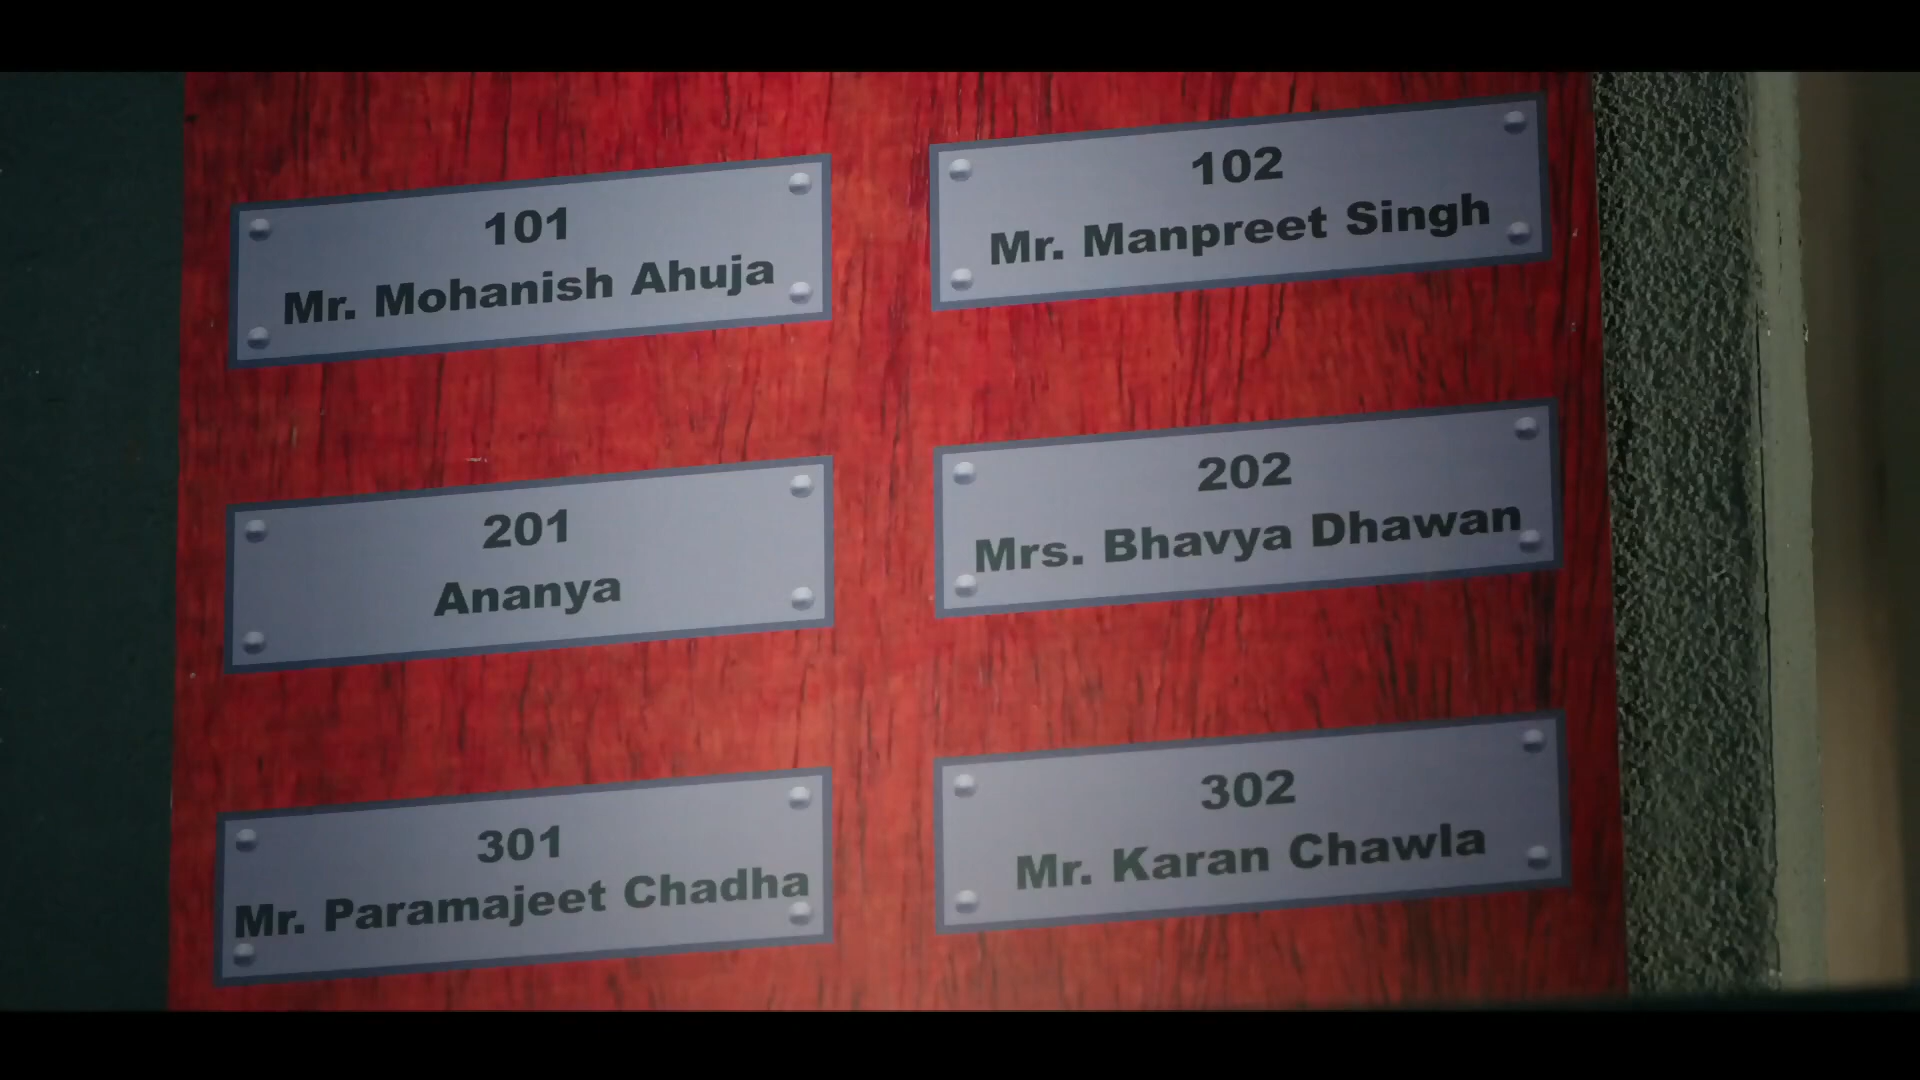 101
Mr. Mohanish Ahuja
102
Mr. Manpreet Singh
201
Ananya
202
Mrs. Bhavya Dhawan
301
Mr. Paramajeet Chadha
302
Mr. Karan Chawla